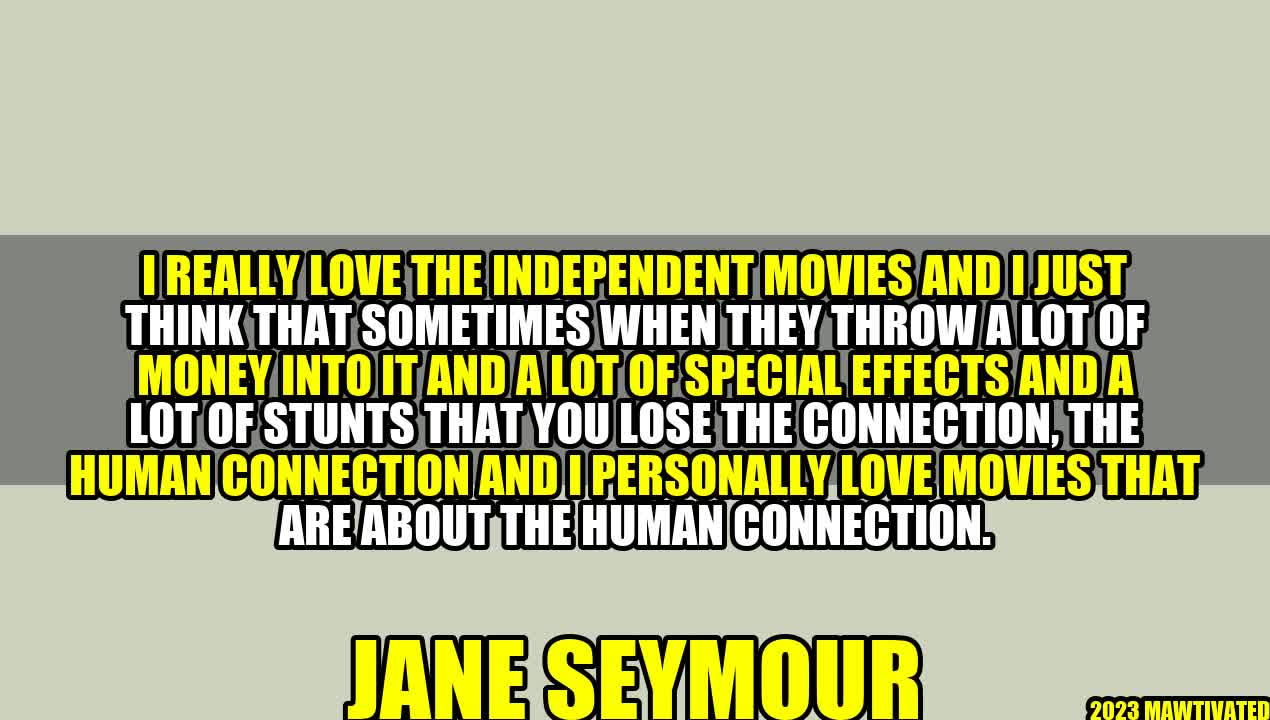 I REALLY LOVE THE INDEPENDENT MOVIES AND I JUST
THINK THAT SOMETIMES WHEN THEY THROW A LOT OF
MONEY INTO IT AND A LOT OF SPECIAL EFFECTS AND A
LOT OF STUNTS THAT YOU LOSE THE CONNECTION, THE
HUMAN CONNECTION AND I PERSONALLY LOVE MOVIES THAT
ARE ABOUT THE HUMAN CONNECTION.
JANE SEYMOUR
2023 MAWTIVATED